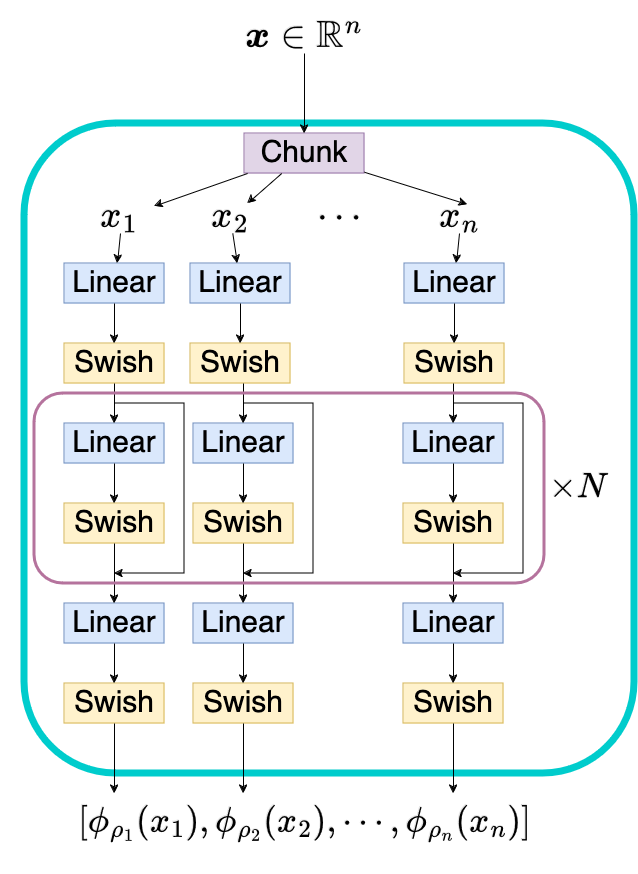 𝒙 ∈ ℝⁿ
Chunk
x₁ x₂ ⋯ xₙ
Linear Linear Linear
Swish Swish Swish
Linear Linear Linear
×N
Swish Swish Swish
Linear Linear Linear
Swish Swish Swish
[ϕ_{ρ₁}(x₁), ϕ_{ρ₂}(x₂), ⋯, ϕ_{ρₙ}(xₙ)]